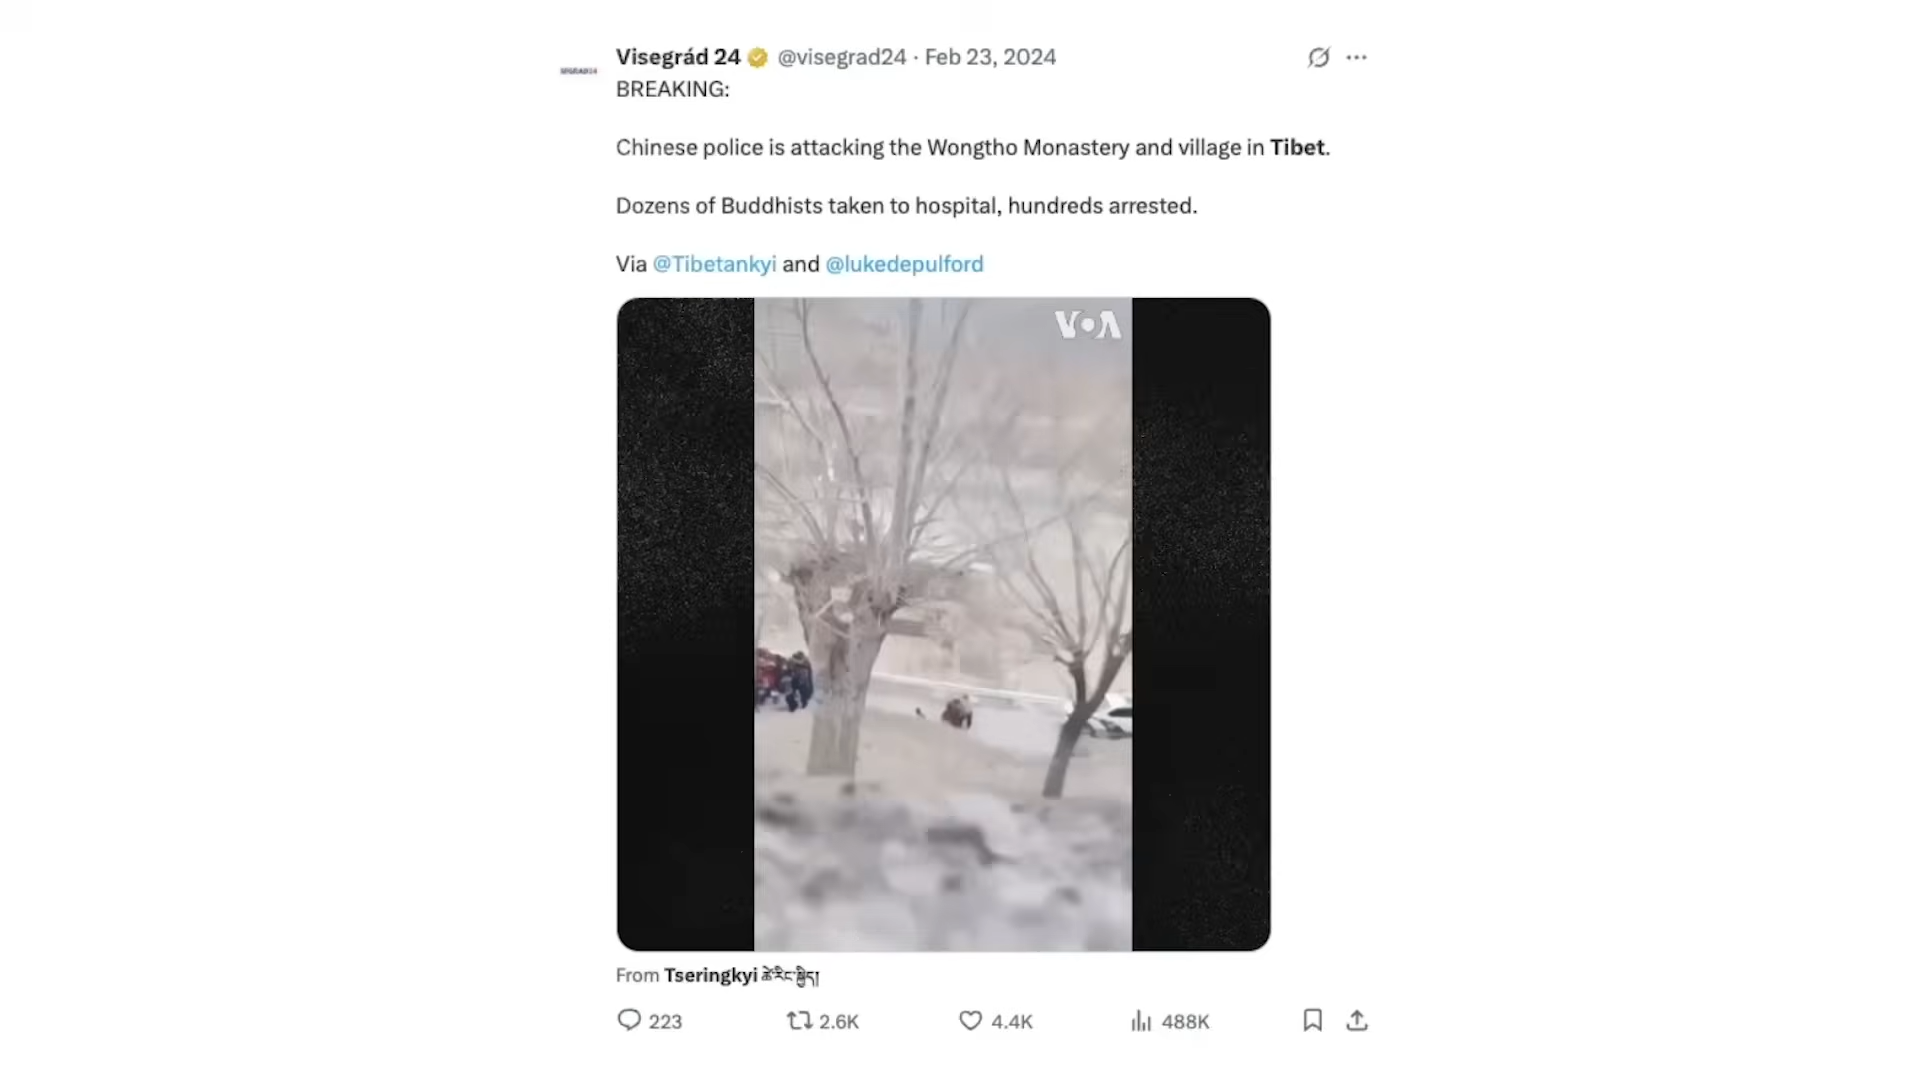 Visegrád 24 @visegrad24 · Feb 23, 2024
BREAKING:
Chinese police is attacking the Wongtho Monastery and village in Tibet.
Dozens of Buddhists taken to hospital, hundreds arrested.
Via @Tibetankyi and @lukedepulford
VOA
From Tseringkyi ཚེ་རིང་སྐྱིད།
223 2.6K 4.4K 488K